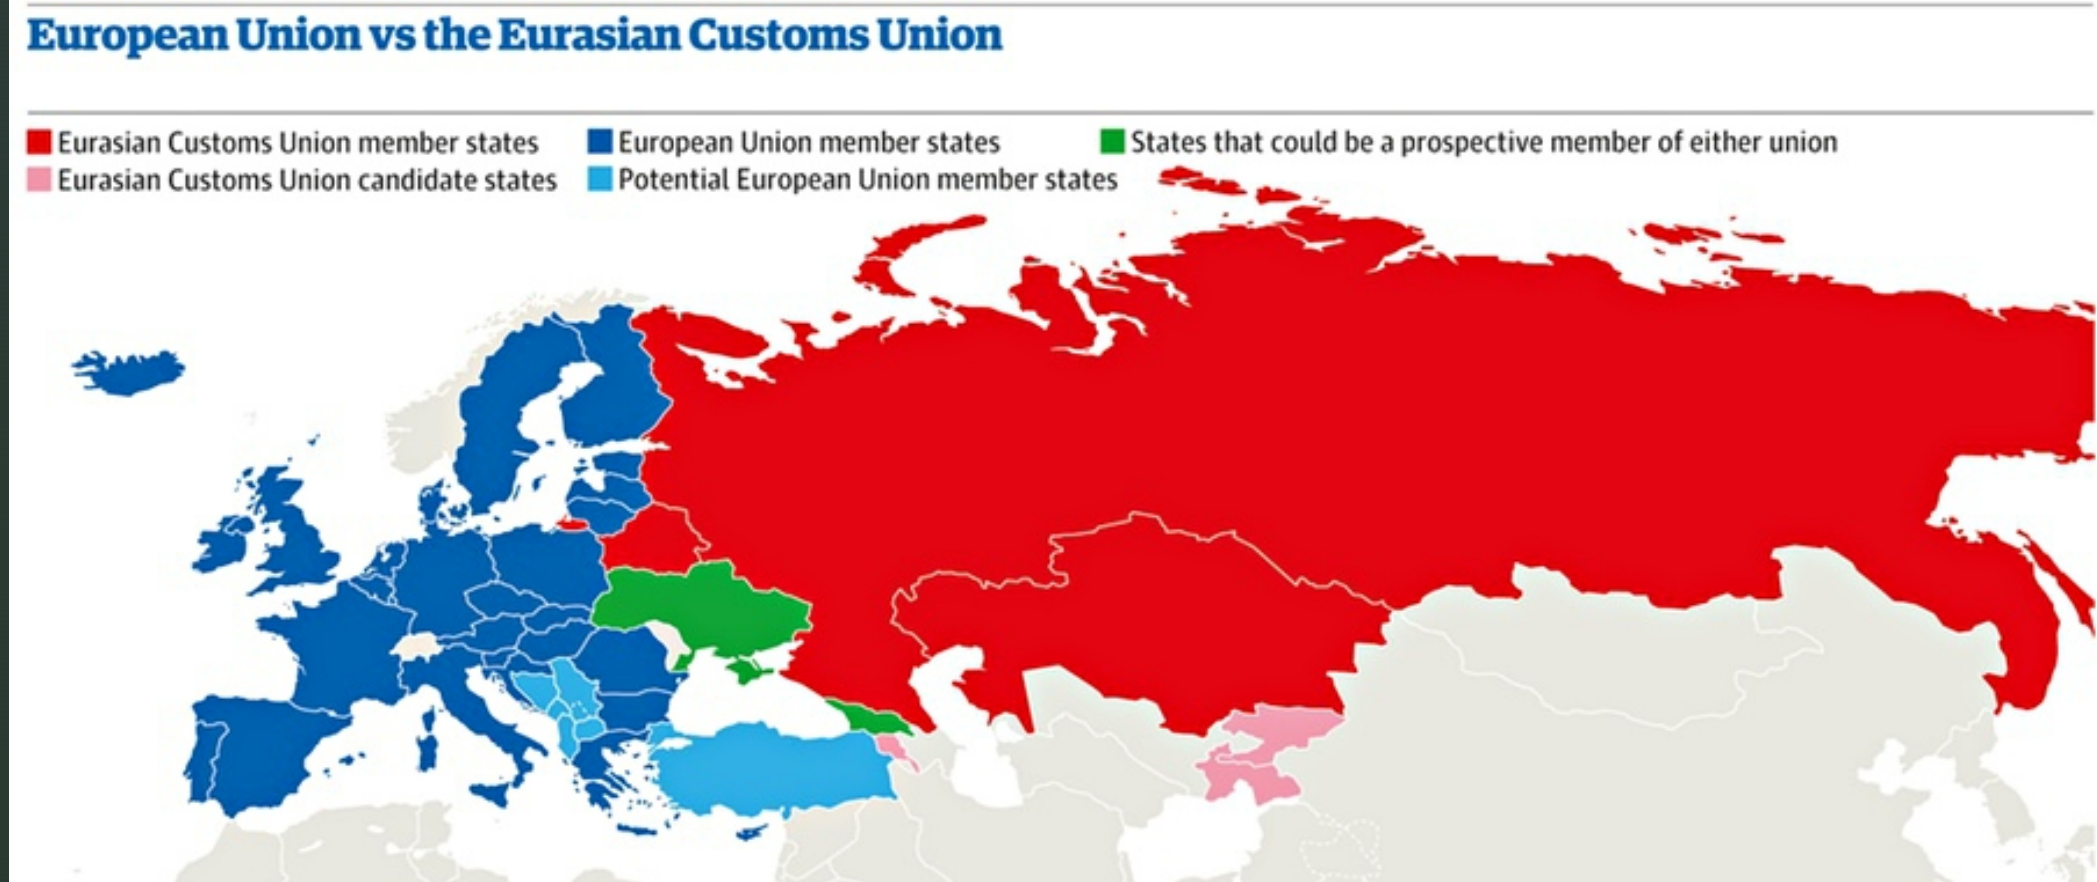 European Union vs the Eurasian Customs Union
Eurasian Customs Union member states
European Union member states
States that could be a prospective member of either union
Eurasian Customs Union candidate states
Potential European Union member states